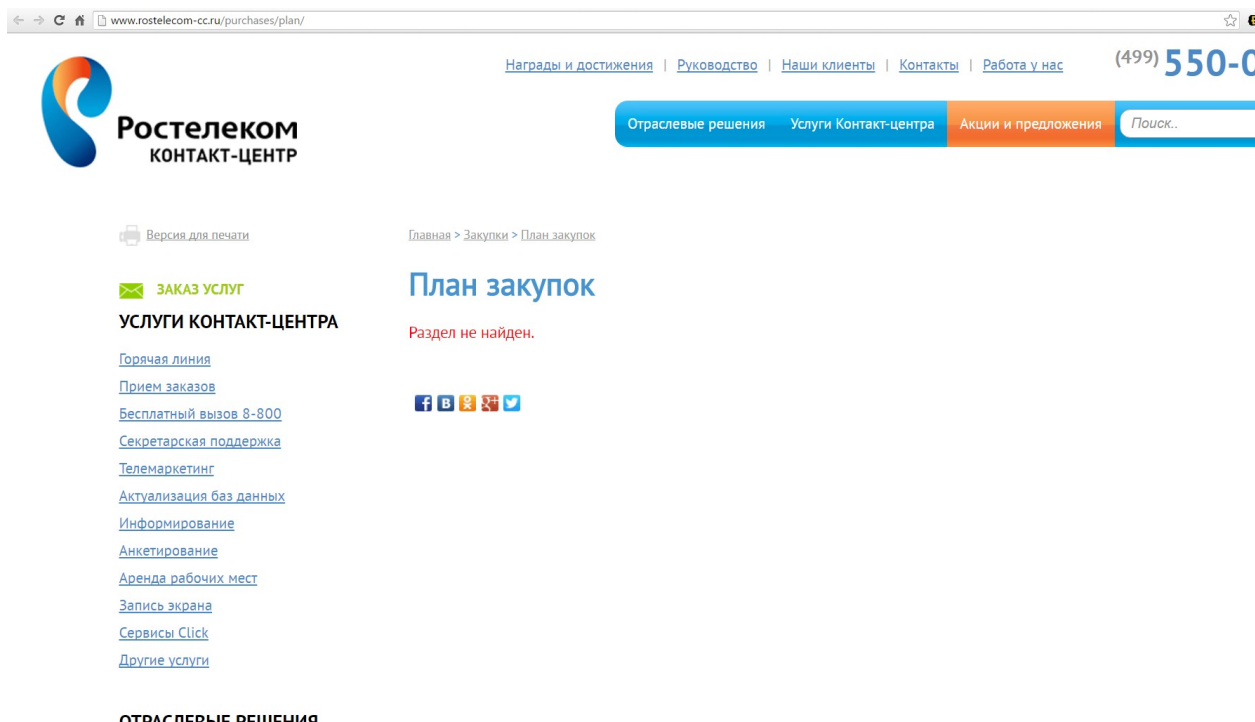 www.rostelecom-cc.ru/purchases/plan/
Награды и достижения | Руководство | Наши клиенты | Контакты | Работа у нас
(499) 550-0
Ростелеком
КОНТАКТ-ЦЕНТР
Отраслевые решения Услуги Контакт-центра Акции и предложения Поиск..
Версия для печати
Главная > Закупки > План закупок
ЗАКАЗ УСЛУГ
План закупок
УСЛУГИ КОНТАКТ-ЦЕНТРА
Раздел не найден.
Горячая линия
Прием заказов
Бесплатный вызов 8-800
Секретарская поддержка
Телемаркетинг
Актуализация баз данных
Информирование
Анкетирование
Аренда рабочих мест
Запись экрана
Сервисы Click
Другие услуги
ОТРАСЛЕВЫЕ РЕШЕНИЯ